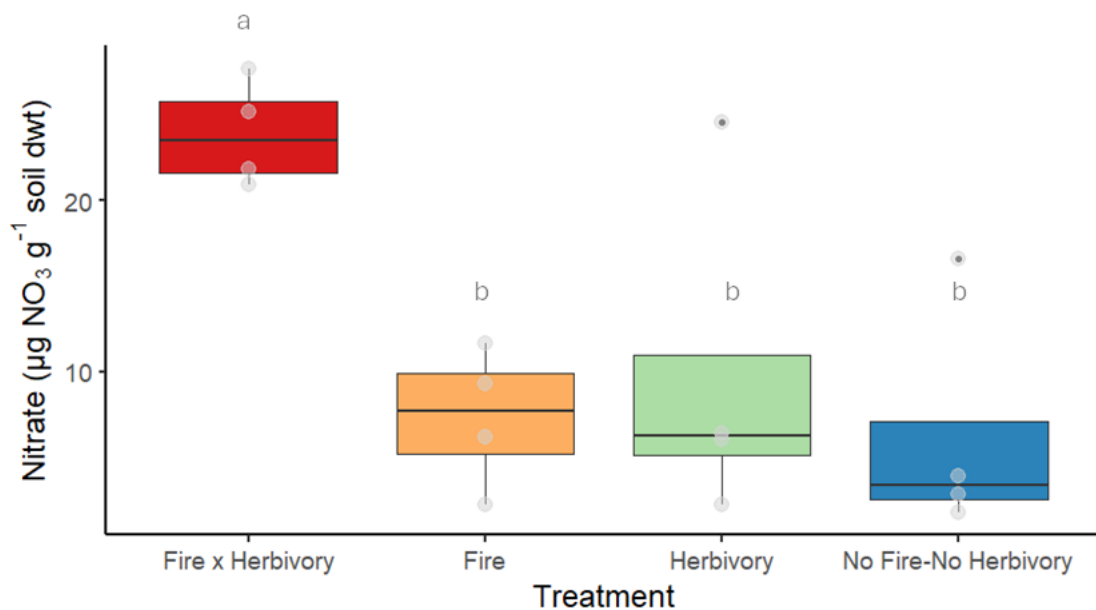 a
Nitrate (µg NO₃ g⁻¹ soil dwt)
20
b
b
b
10
Fire x Herbivory
Fire
Herbivory
No Fire-No Herbivory
Treatment